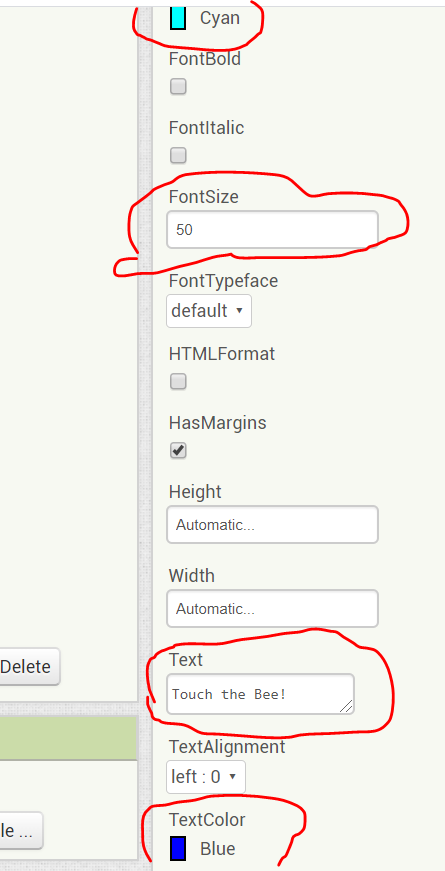 Cyan
FontBold
FontItalic
FontSize
50
FontTypeface
default
HTMLFormat
HasMargins
Height
Automatic...
Width
Automatic...
Delete
Text
Touch the Bee!
TextAlignment
left : 0
le ...
TextColor
Blue